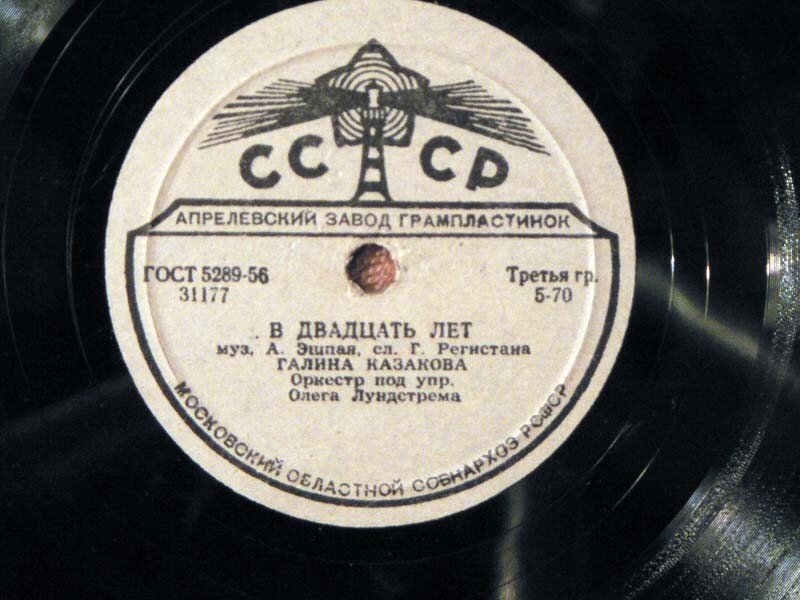 СССР
АПРЕЛЕВСКИЙ ЗАВОД ГРАМПЛАСТИНОК
ГОСТ 5289-56
31177
Третья гр.
5-70
В ДВАДЦАТЬ ЛЕТ
муз. А. Эшпая, сл. Г. Регистана
ГАЛИНА КАЗАКОВА
Оркестр под упр.
Олега Лундстрема
МОСКОВСКИЙ ОБЛАСТНОЙ СОВНАРХОЗ РСФСР